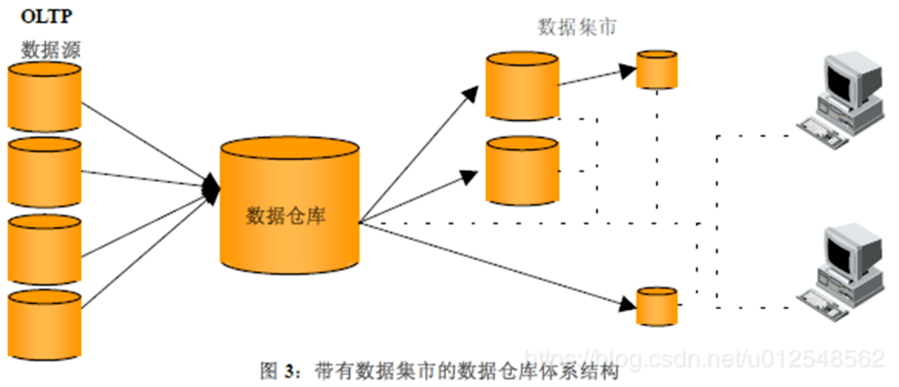 OLTP
数据源
数据集市
数据仓库
图 3：带有数据集市的数据仓库体系结构
https://blog.csdn.net/u012548562